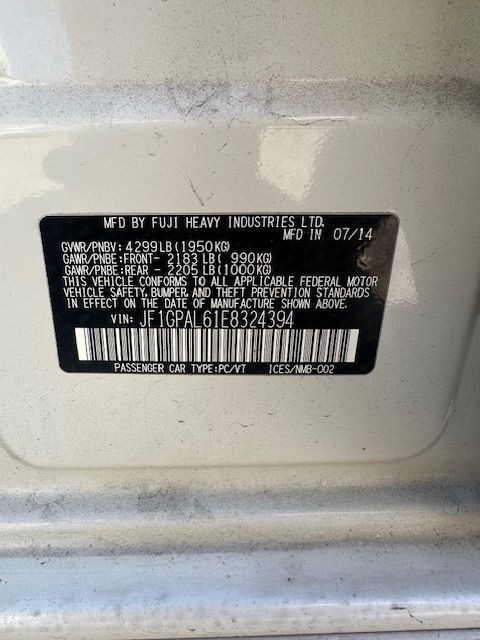 MFD BY FUJI HEAVY INDUSTRIES LTD.
MFD IN 07/14
GVWR/PNBV: 4299LB(1950KG)
GAWR/PNBE:FRONT- 2183 LB( 990KG)
GAWR/PNBE:REAR - 2205 LB(1000KG)
THIS VEHICLE CONFORMS TO ALL APPLICABLE FEDERAL MOTOR
VEHICLE SAFETY, BUMPER, AND THEFT PREVENTION STANDARDS
IN EFFECT ON THE DATE OF MANUFACTURE SHOWN ABOVE.
VIN: JF1GPAL61E8324394
PASSENGER CAR TYPE:PC/VT ICES/NMB-002